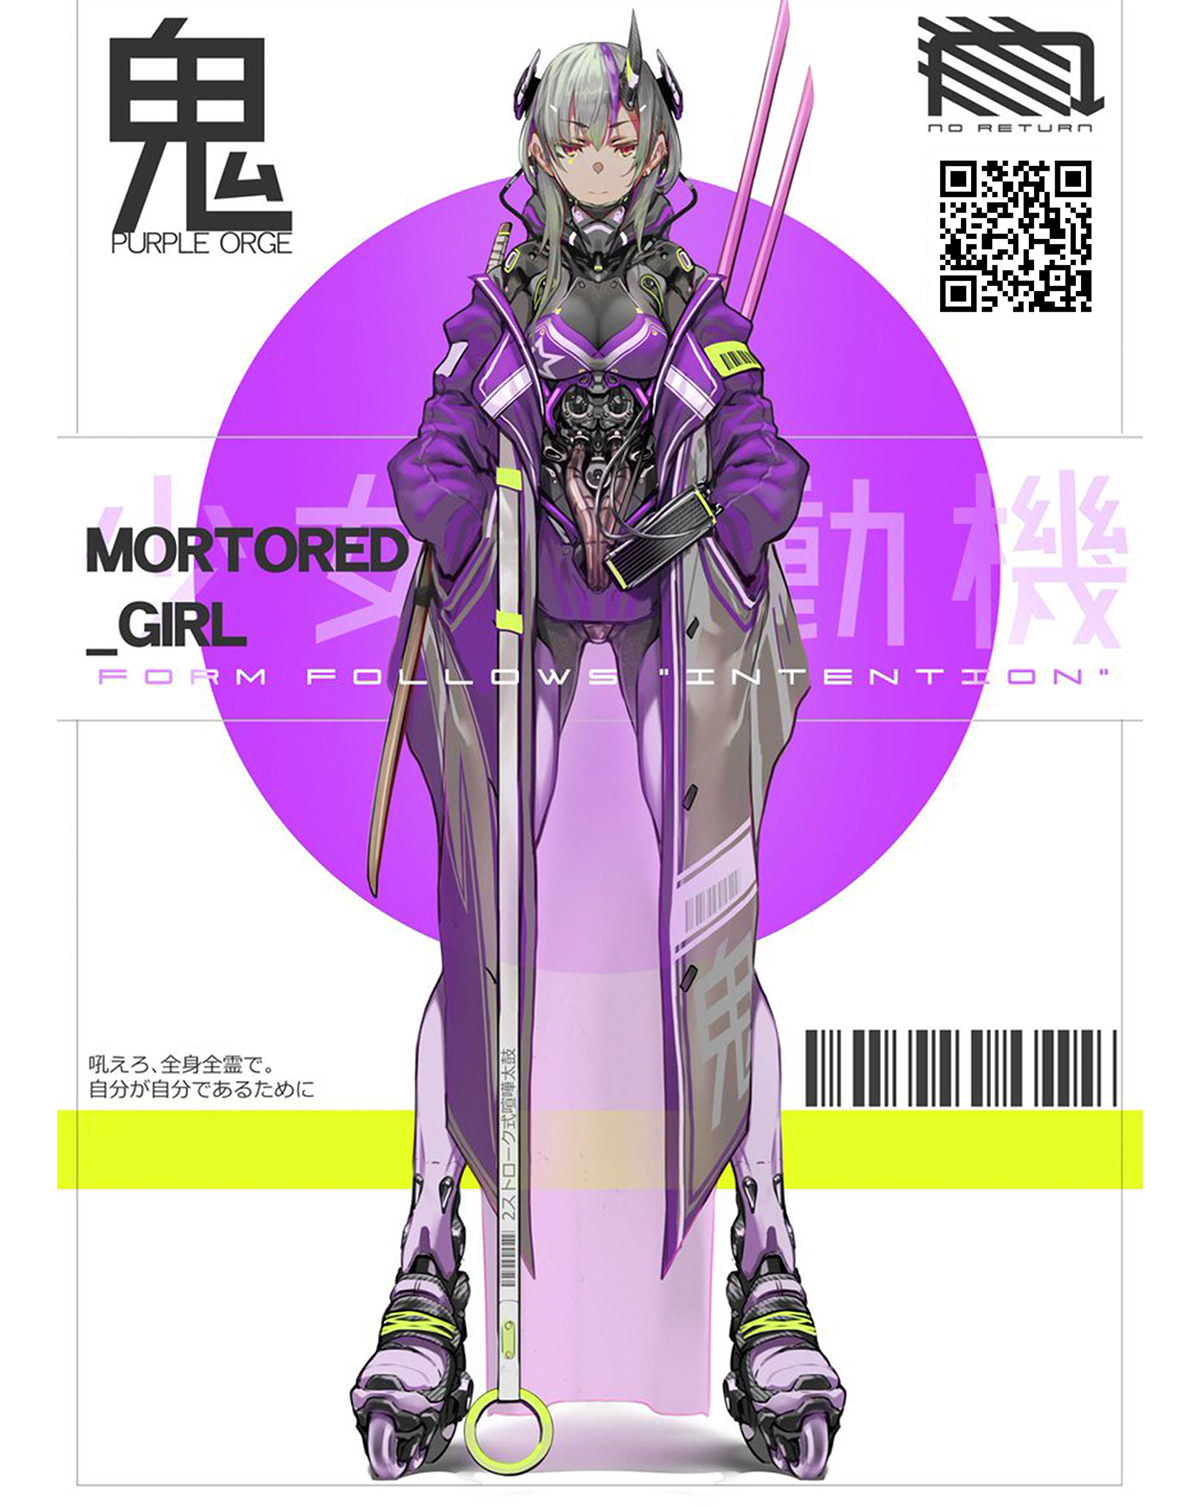 鬼
PURPLE ORGE
NO RETURN
少女 動機
MORTORED
_GIRL
FORM FOLLOWS "INTENTION"
鬼
吼えろ、全身全霊で。
自分が自分であるために
2ストローク式喧嘩太鼓